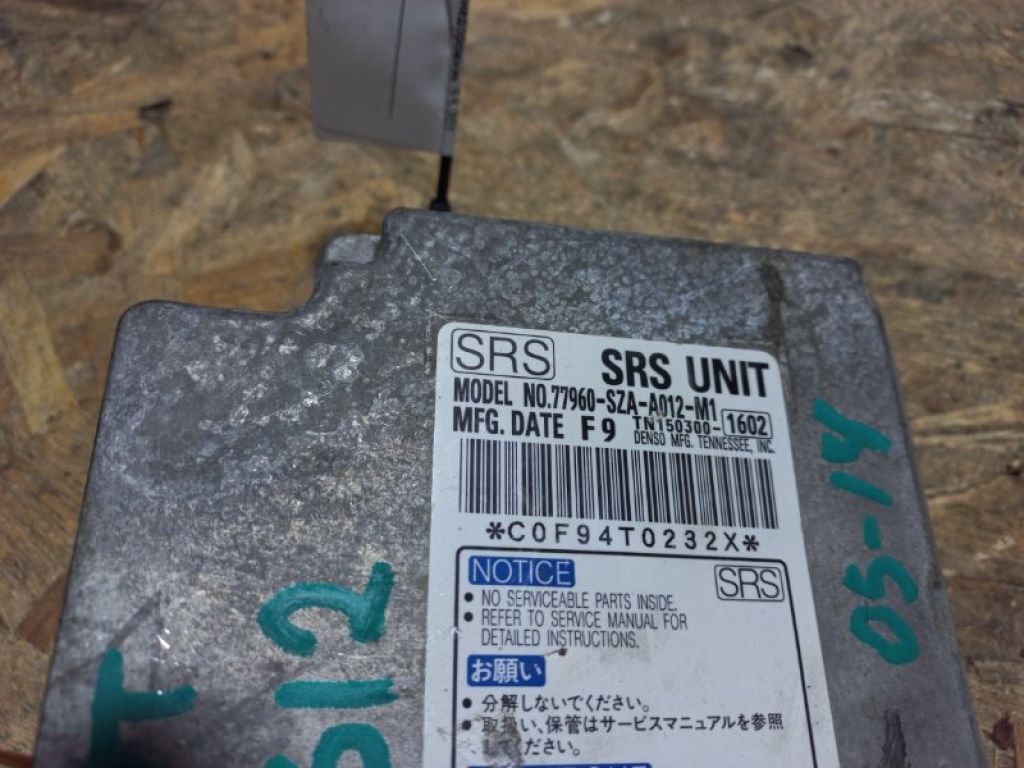 SRS SRS UNIT
MODEL NO.77960-SZA-A012-M1
MFG. DATE F9 TN150300-1602
DENSO MFG. TENNESSEE, INC.
*C0F94T0232X*
NOTICE SRS
• NO SERVICEABLE PARTS INSIDE.
• REFER TO SERVICE MANUAL FOR
DETAILED INSTRUCTIONS.
お願い
• 分解しないでください。
• 取扱い、保管はサービスマニュアルを参照
してください。
05-14
T